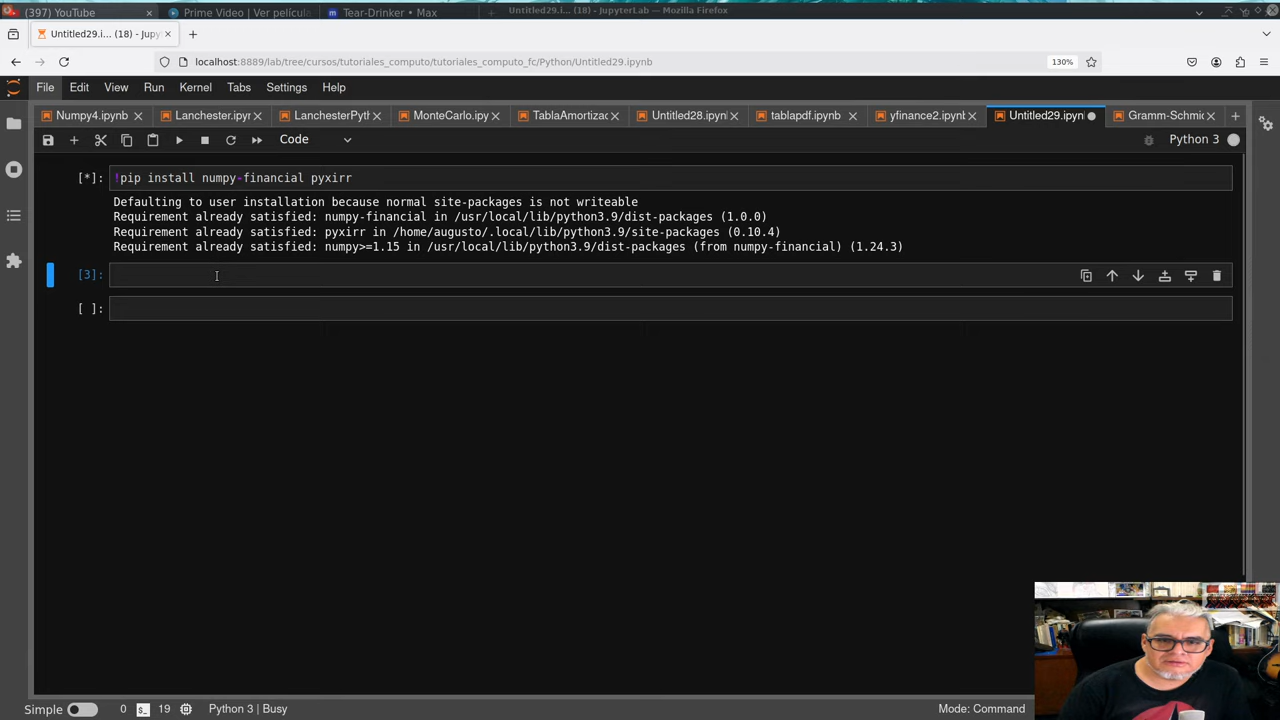 (397) YouTube
Prime Video | Ver películ
Tear-Drinker • Max
Untitled29.i… (18) - JupyterLab — Mozilla Firefox
Untitled29.i… (18) - Jupy
localhost:8889/lab/tree/cursos/tutoriales_computo/tutoriales_computo_fc/Python/Untitled29.ipynb
130%
File Edit View Run Kernel Tabs Settings Help
Numpy4.ipynb
Lanchester.ipyr
LanchesterPyth
MonteCarlo.ipy
TablaAmortizac
Untitled28.ipyn
tablapdf.ipynb
yfinance2.ipynb
Untitled29.ipynl
Gramm-Schmic
Code
Python 3
[*]: !pip install numpy-financial pyxirr
Defaulting to user installation because normal site-packages is not writeable
Requirement already satisfied: numpy-financial in /usr/local/lib/python3.9/dist-packages (1.0.0)
Requirement already satisfied: pyxirr in /home/augusto/.local/lib/python3.9/site-packages (0.10.4)
Requirement already satisfied: numpy>=1.15 in /usr/local/lib/python3.9/dist-packages (from numpy-financial) (1.24.3)
[3]:
[ ]:
Simple 0 $_ 19 Python 3 | Busy
Mode: Command